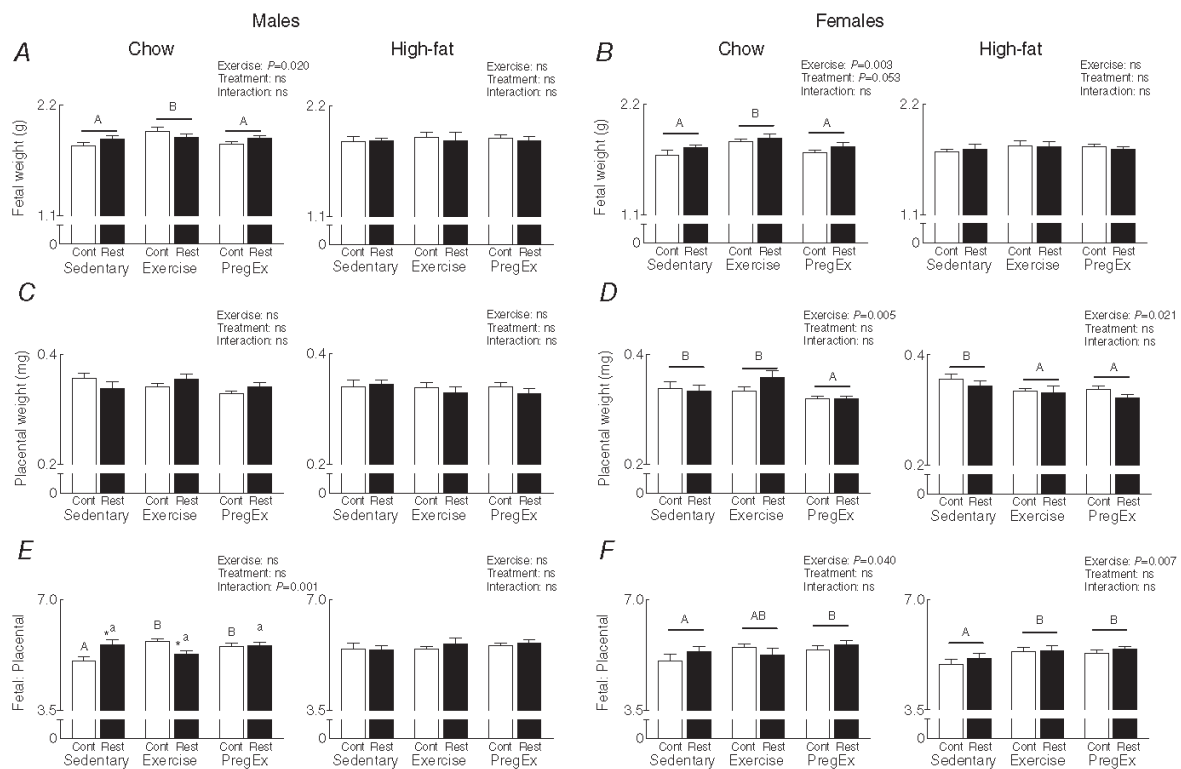 Males
Females
A
Chow
High-fat
B
Chow
High-fat
Exercise: P=0.020
Treatment: ns
Interaction: ns
Exercise: ns
Treatment: ns
Interaction: ns
Exercise: P=0.003
Treatment: P=0.053
Interaction: ns
Exercise: ns
Treatment: ns
Interaction: ns
Fetal weight (g)
2.2
1.1
0
A
B
A
Cont Rest Cont Rest Cont Rest
Sedentary Exercise PregEx
2.2
1.1
0
Cont Rest Cont Rest Cont Rest
Sedentary Exercise PregEx
Fetal weight (g)
2.2
1.1
0
A
B
A
Cont Rest Cont Rest Cont Rest
Sedentary Exercise PregEx
2.2
1.1
0
Cont Rest Cont Rest Cont Rest
Sedentary Exercise PregEx
C
Exercise: ns
Treatment: ns
Interaction: ns
Exercise: ns
Treatment: ns
Interaction: ns
D
Exercise: P=0.005
Treatment: ns
Interaction: ns
Exercise: P=0.021
Treatment: ns
Interaction: ns
Placental weight (mg)
0.4
0.2
0
Cont Rest Cont Rest Cont Rest
Sedentary Exercise PregEx
0.4
0.2
0
Cont Rest Cont Rest Cont Rest
Sedentary Exercise PregEx
Placental weight (mg)
0.4
0.2
0
B
B
A
Cont Rest Cont Rest Cont Rest
Sedentary Exercise PregEx
0.4
0.2
0
B
A
A
Cont Rest Cont Rest Cont Rest
Sedentary Exercise PregEx
E
Exercise: ns
Treatment: ns
Interaction: P=0.001
Exercise: ns
Treatment: ns
Interaction: ns
F
Exercise: P=0.040
Treatment: ns
Interaction: ns
Exercise: P=0.007
Treatment: ns
Interaction: ns
Fetal: Placental
7.0
3.5
0
A
*a
B
*a
B
a
Cont Rest Cont Rest Cont Rest
Sedentary Exercise PregEx
7.0
3.5
0
Cont Rest Cont Rest Cont Rest
Sedentary Exercise PregEx
Fetal: Placental
7.0
3.5
0
A
AB
B
Cont Rest Cont Rest Cont Rest
Sedentary Exercise PregEx
7.0
3.5
0
A
B
B
Cont Rest Cont Rest Cont Rest
Sedentary Exercise PregEx